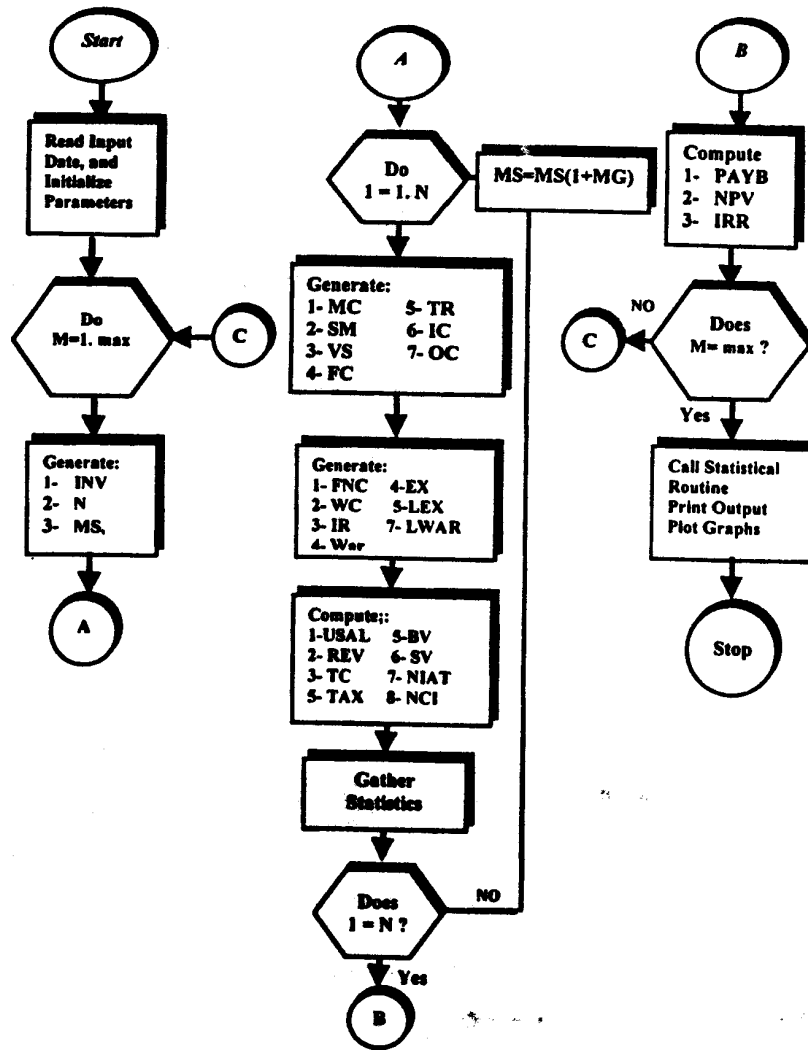 Start
Read Input
Date, and
Initialize
Parameters
Do
M=1. max
C
Generate:
1- INV
2- N
3- MS,
A
A
Do
1 = 1. N
MS=MS(1+MG)
Generate:
1- MC 5- TR
2- SM 6- IC
3- VS 7- OC
4- FC
Generate:
1- FNC 4-EX
2- WC 5-LEX
3- IR 7- LWAR
4- War
Compute;:
1-USAL 5-BV
2- REV 6- SV
3- TC 7- NIAT
5- TAX 8- NCI
Gather
Statistics
Does
1 = N ?
NO
Yes
B
B
Compute
1- PAYB
2- NPV
3- IRR
NO
C
Does
M= max ?
Yes
Call Statistical
Routine
Print Output
Plot Graphs
Stop